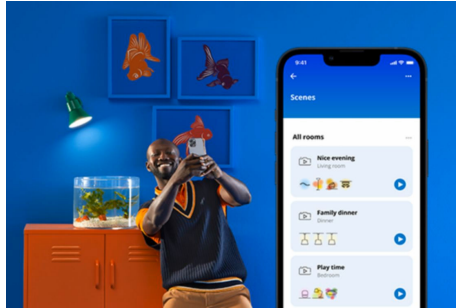 9:41
Scenes
All rooms
Nice evening
Living room
Family dinner
Dinner
Play time
Bedroom